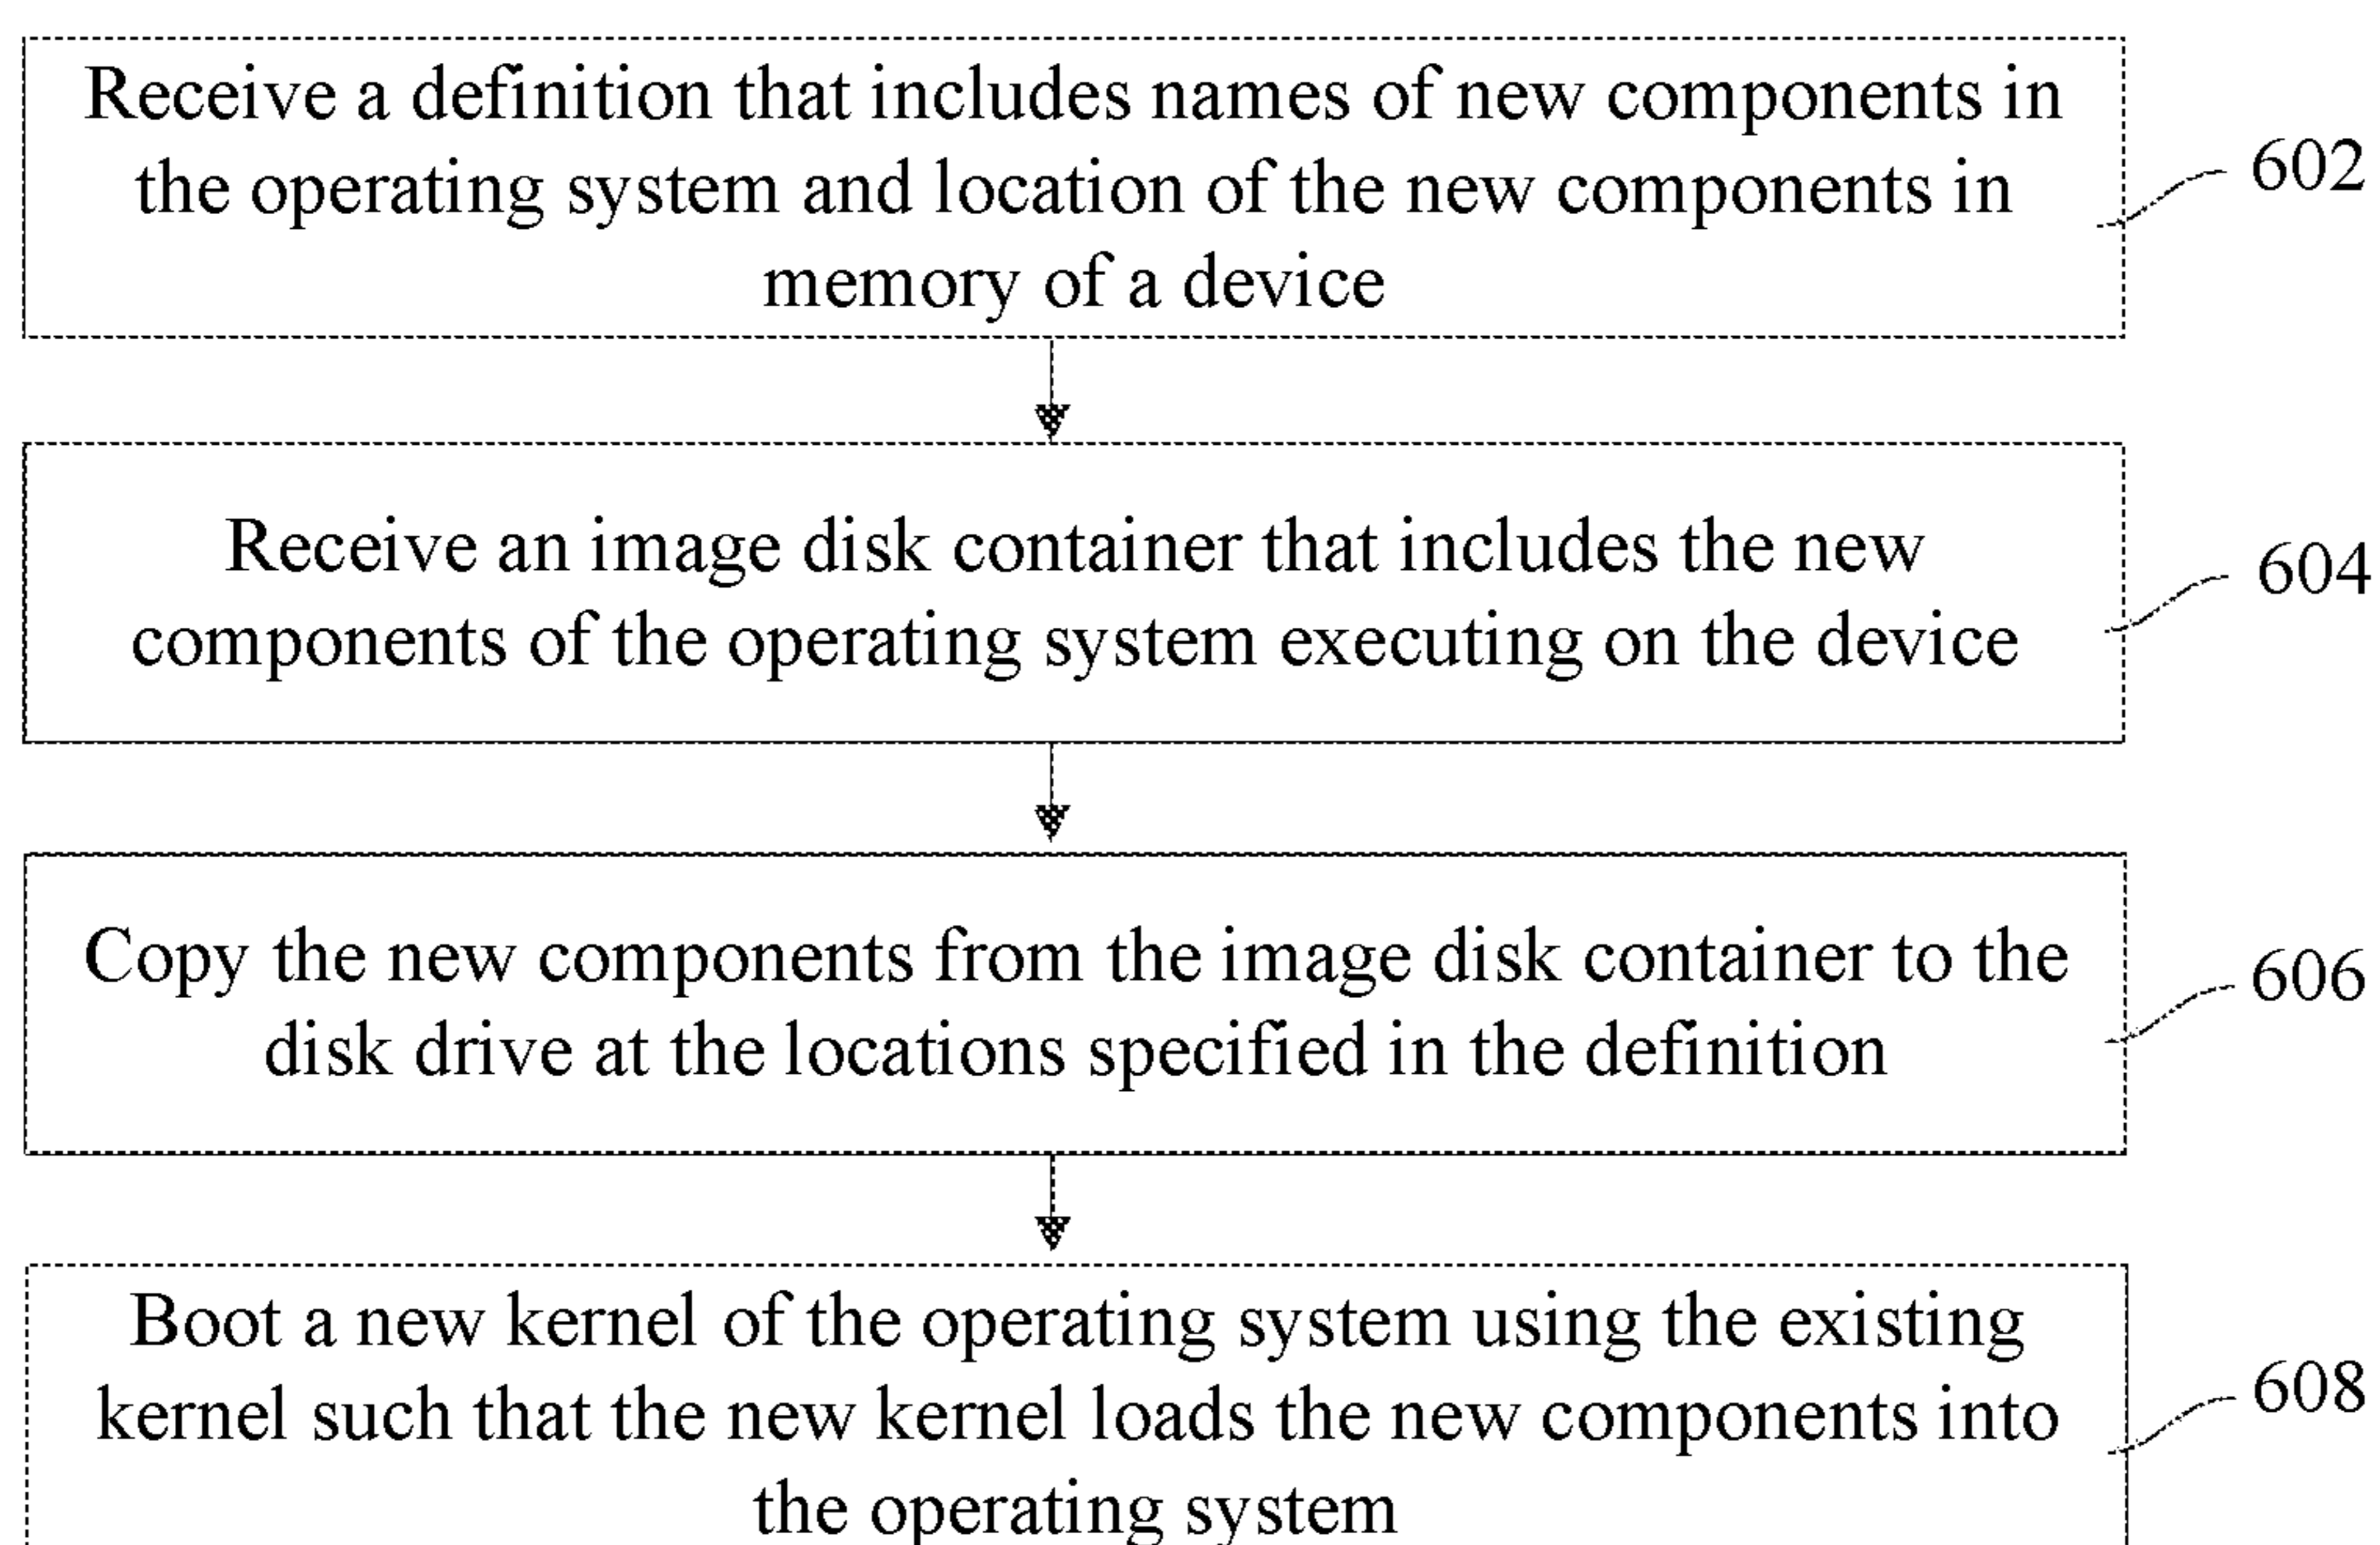 Receive a definition that includes names of new components in
the operating system and location of the new components in
memory of a device
602
Receive an image disk container that includes the new
components of the operating system executing on the device
604
Copy the new components from the image disk container to the
disk drive at the locations specified in the definition
606
Boot a new kernel of the operating system using the existing
kernel such that the new kernel loads the new components into
the operating system
608